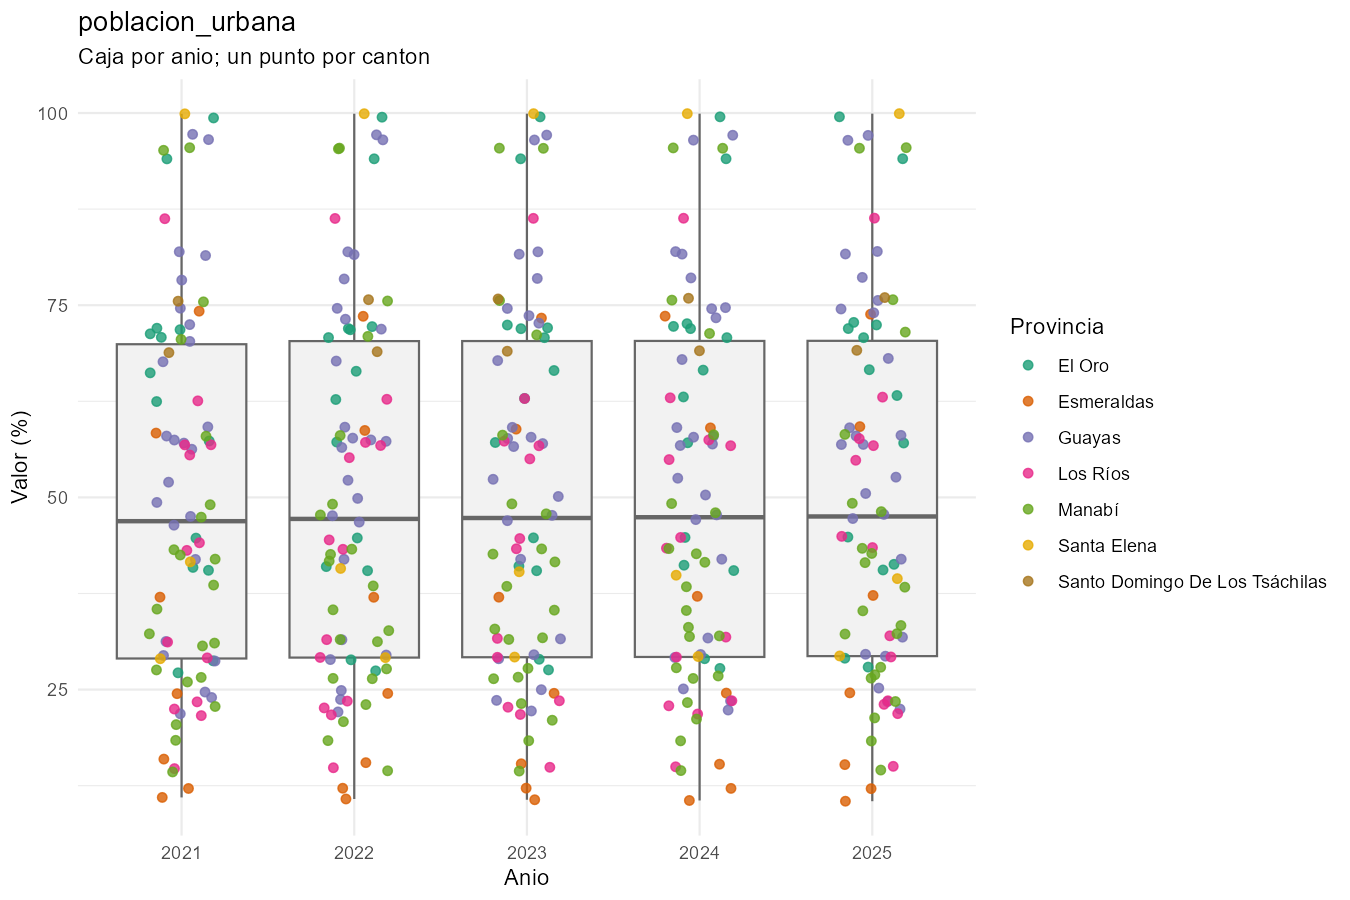 poblacion_urbana
Caja por anio; un punto por canton
Valor (%)
100
75
50
25
2021
2022
2023
2024
2025
Anio
Provincia
El Oro
Esmeraldas
Guayas
Los Ríos
Manabí
Santa Elena
Santo Domingo De Los Tsáchilas